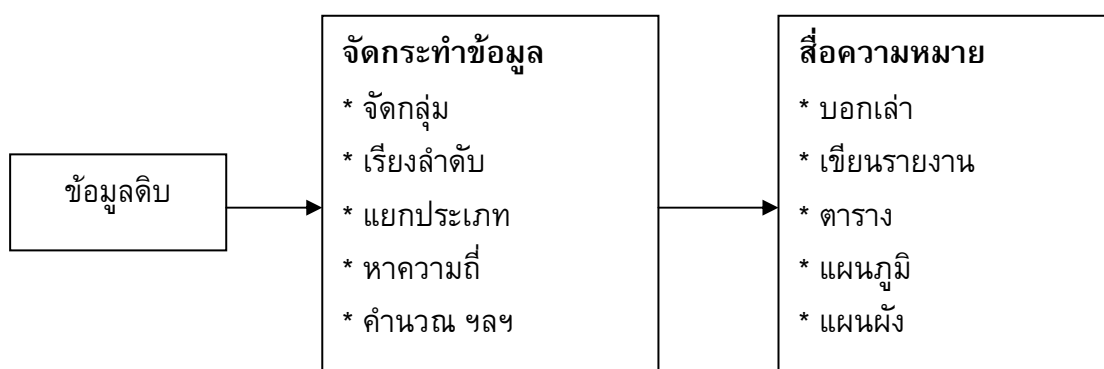 ข้อมูลดิบ
จัดกระทำข้อมูล
* จัดกลุ่ม
* เรียงลำดับ
* แยกประเภท
* หาความถี่
* คำนวณ ฯลฯ
สื่อความหมาย
* บอกเล่า
* เขียนรายงาน
* ตาราง
* แผนภูมิ
* แผนผัง